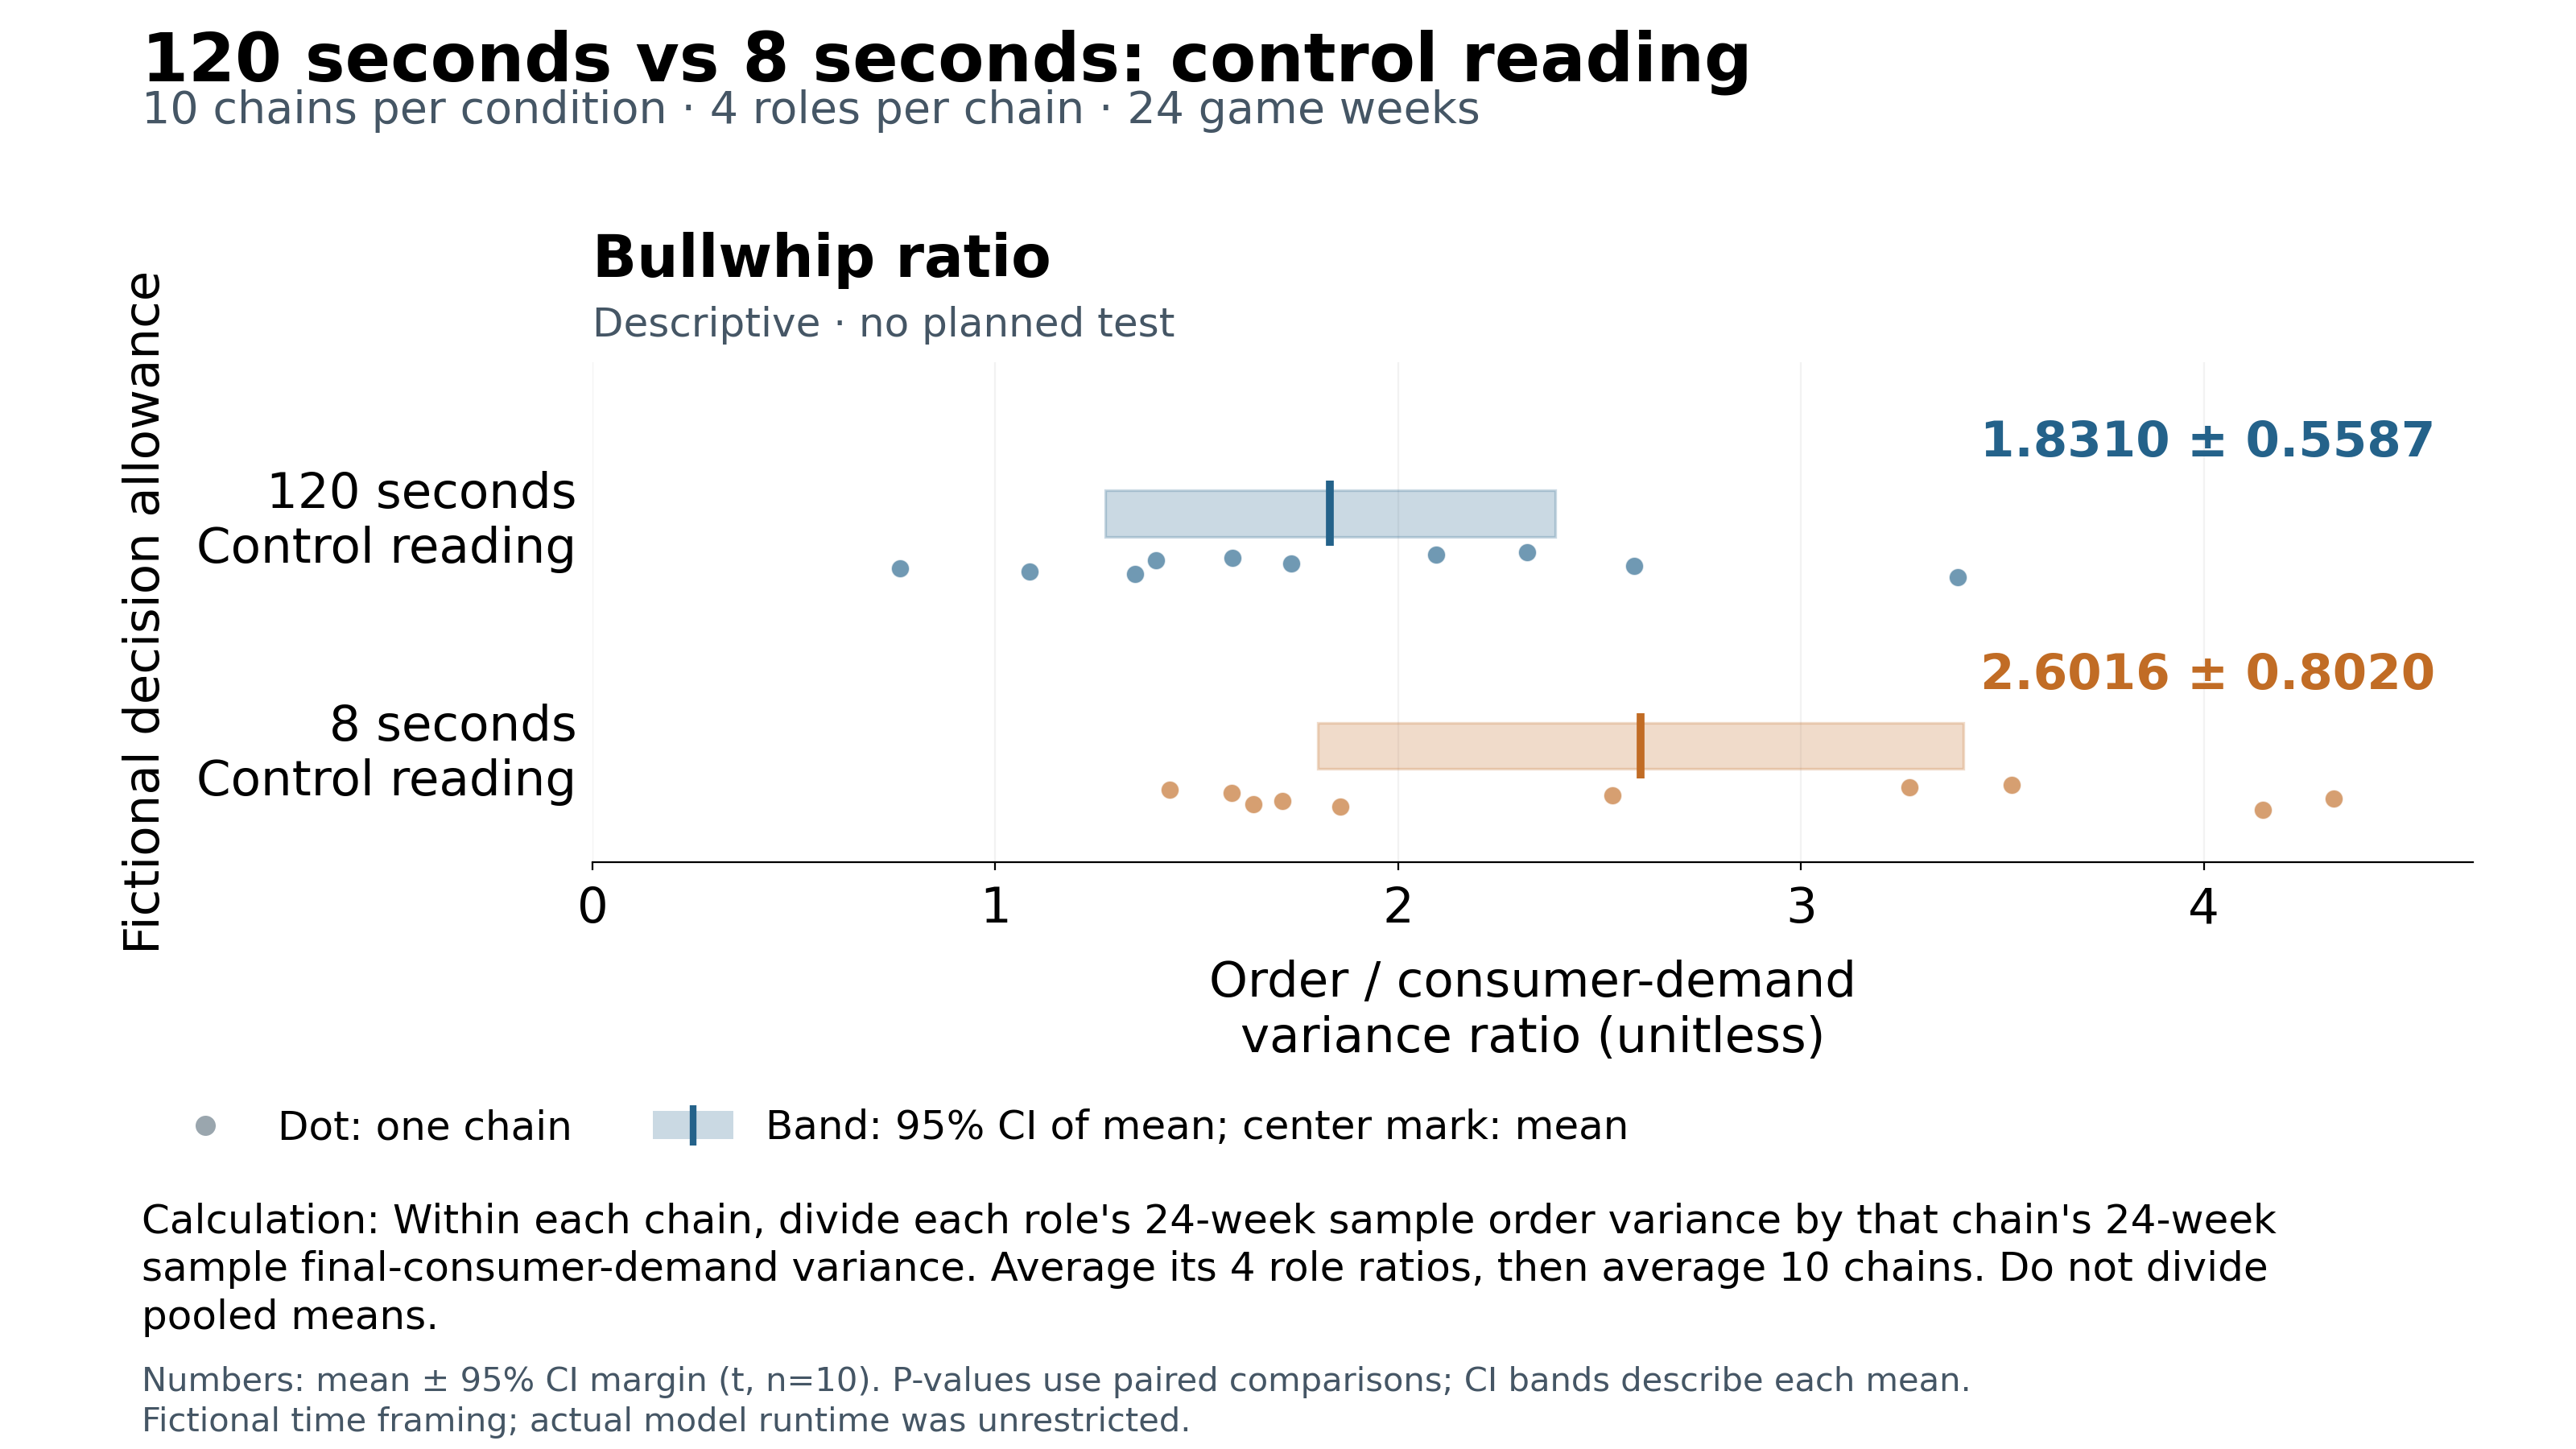 120 seconds vs 8 seconds: control reading
10 chains per condition · 4 roles per chain · 24 game weeks
Bullwhip ratio
Descriptive · no planned test
Fictional decision allowance
120 seconds
Control reading
1.8310 ± 0.5587
8 seconds
Control reading
2.6016 ± 0.8020
0 1 2 3 4
Order / consumer-demand
variance ratio (unitless)
Dot: one chain
Band: 95% CI of mean; center mark: mean
Calculation: Within each chain, divide each role's 24-week sample order variance by that chain's 24-week
sample final-consumer-demand variance. Average its 4 role ratios, then average 10 chains. Do not divide
pooled means.
Numbers: mean ± 95% CI margin (t, n=10). P-values use paired comparisons; CI bands describe each mean.
Fictional time framing; actual model runtime was unrestricted.